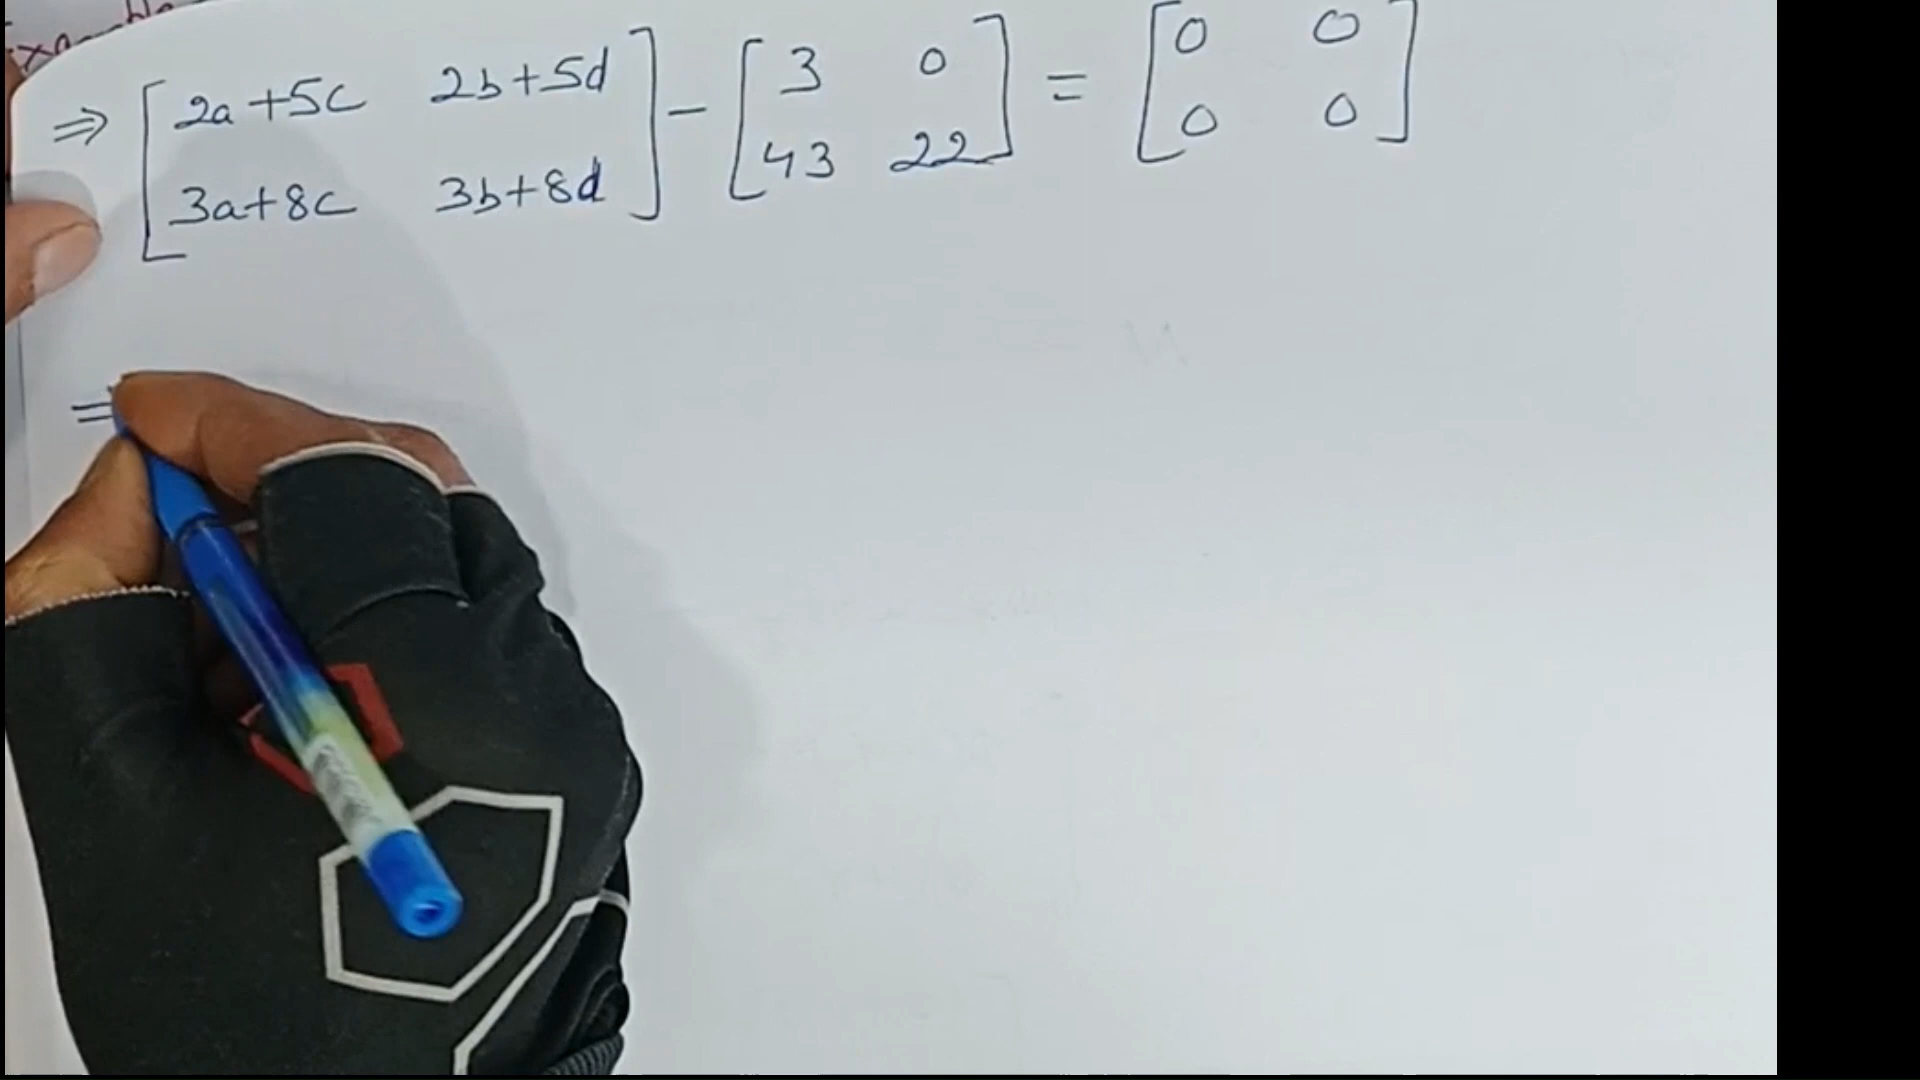 ⇒ [ 2a+5c 2b+5d ] - [ 3 0 ] = [ 0 0 ]
[ 3a+8c 3b+8d ] [ 43 22 ] [ 0 0 ]
=